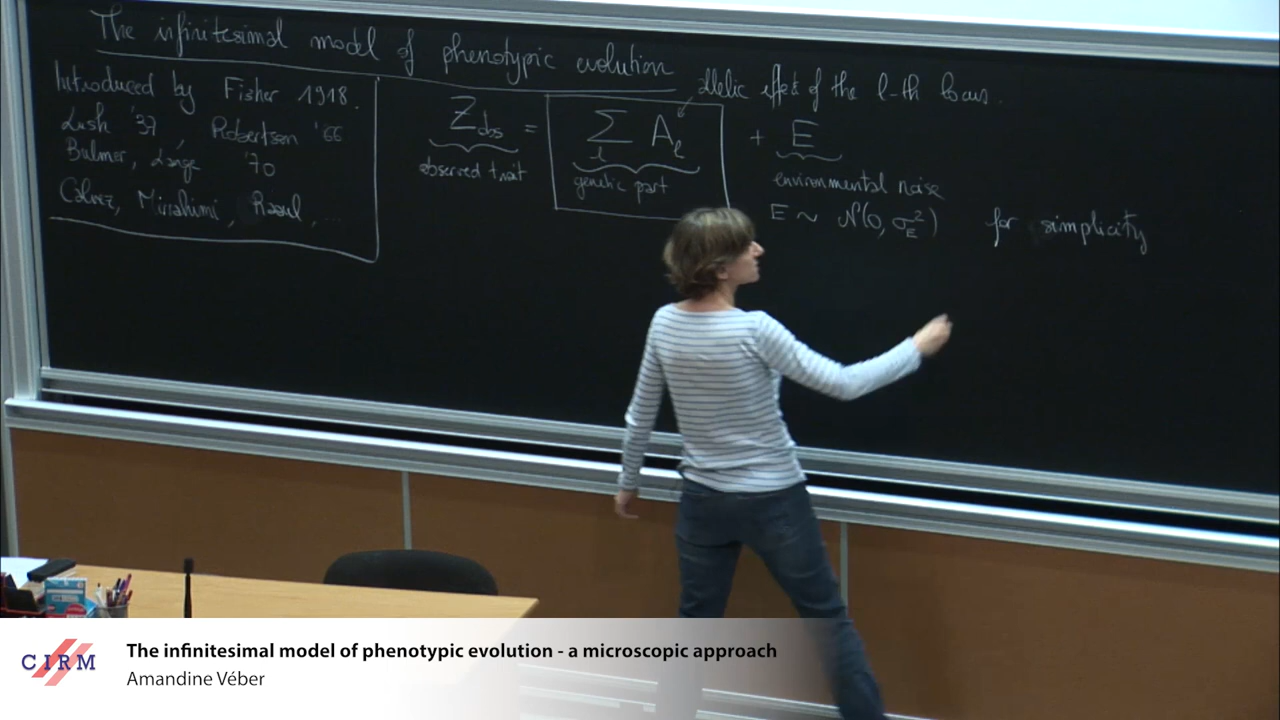 The infinitesimal model of phenotypic evolution
Introduced by Fisher 1918.
Lush '37, Robertson '66
Bulmer, Lange '70
Calvez, Mirrahimi, Raoul, ...
allelic effect of the l-th locus.
Z_obs = Σ_l A_l + E
observed trait
genetic part
environmental noise
E ~ N(0, σ_E^2) for simplicity
CIRM
The infinitesimal model of phenotypic evolution - a microscopic approach
Amandine Véber